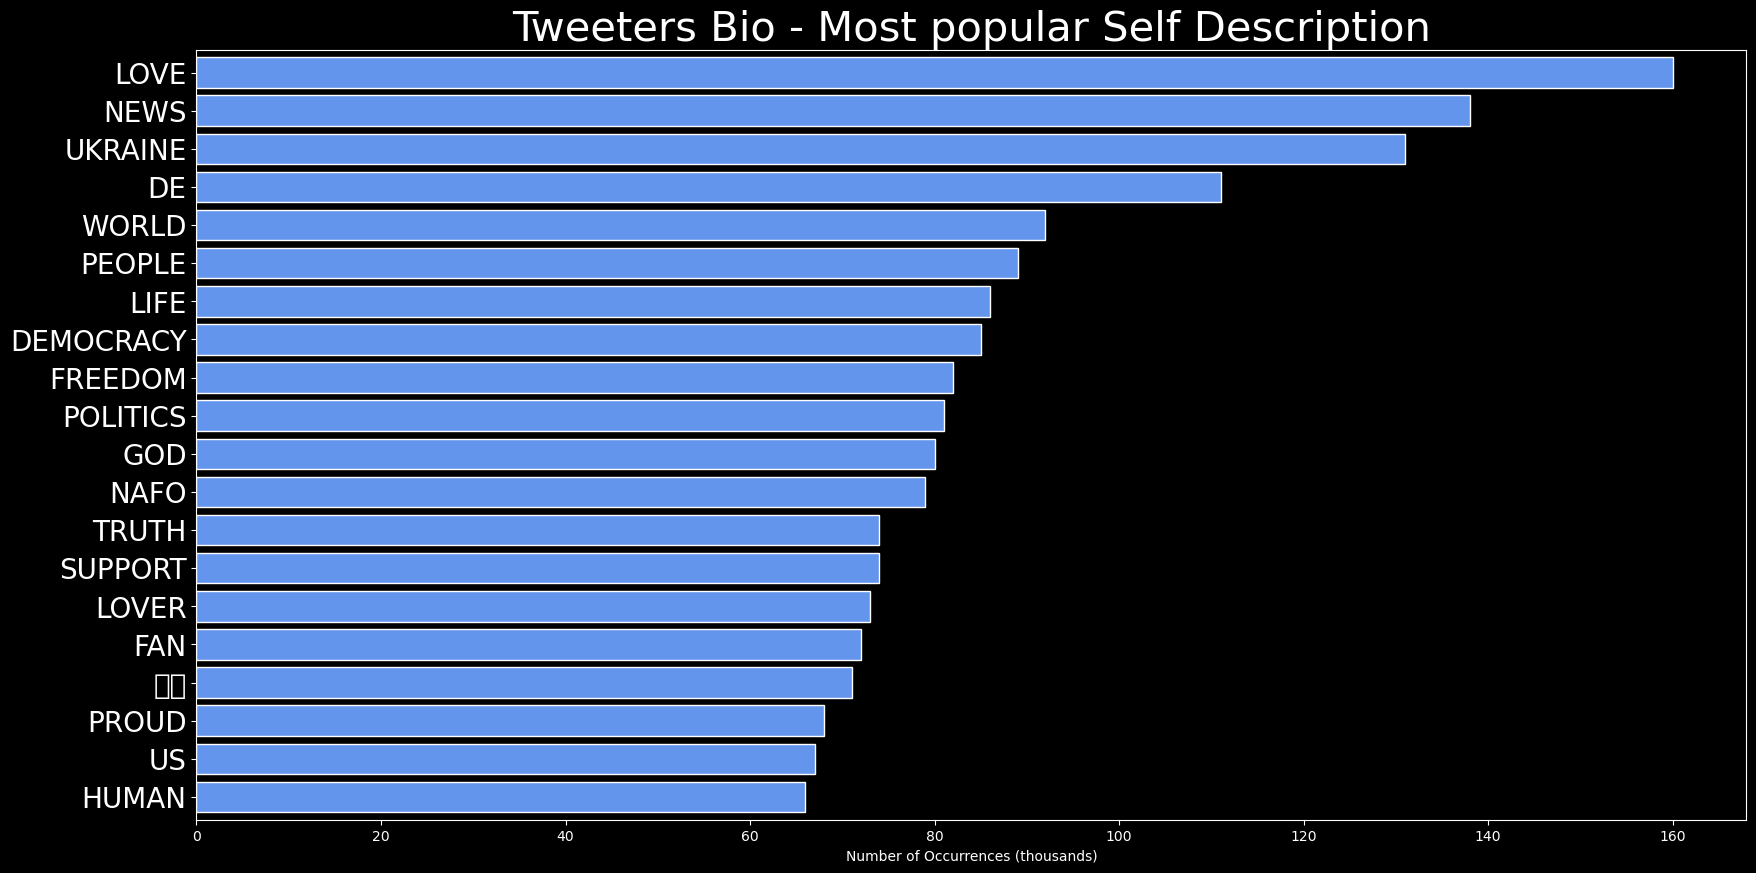 Tweeters Bio - Most popular Self Description
LOVE
NEWS
UKRAINE
DE
WORLD
PEOPLE
LIFE
DEMOCRACY
FREEDOM
POLITICS
GOD
NAFO
TRUTH
SUPPORT
LOVER
FAN
PROUD
US
HUMAN
0 20 40 60 80 100 120 140 160
Number of Occurrences (thousands)